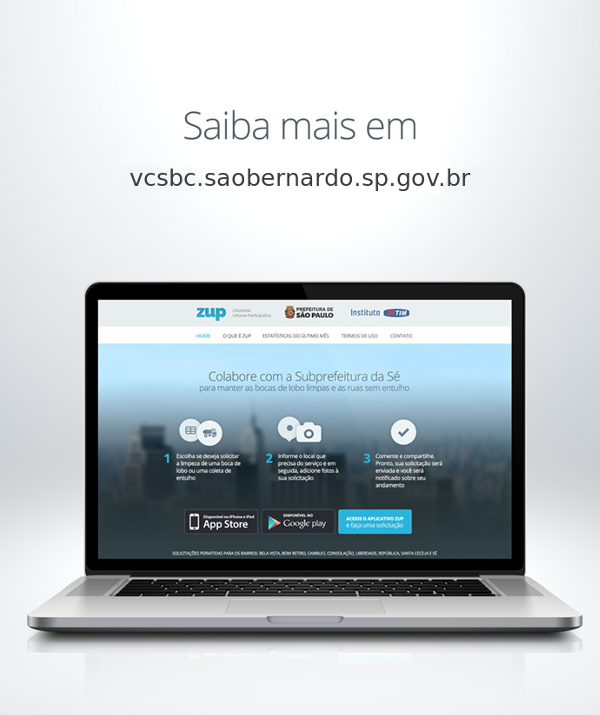 Saiba mais em
vcsbc.saobernardo.sp.gov.br
zup Zeladoria Urbana Participativa
PREFEITURA DE SÃO PAULO
Instituto TIM
HOME O QUE É ZUP ESTATÍSTICAS DO ÚLTIMO MÊS TERMOS DE USO CONTATO
Colabore com a Subprefeitura da Sé
para manter as bocas de lobo limpas e as ruas sem entulho
1 Escolha se deseja solicitar
a limpeza de uma boca de
lobo ou uma coleta de
entulho
2 Informe o local que
precisa do serviço e em
seguida, adicione fotos à
sua solicitação
3 Comente e compartilhe.
Pronto, sua solicitação será
enviada e você será
notificado sobre seu
andamento
Disponível no iPhone e iPad
App Store
DISPONÍVEL NO
Google play
ACESSE O APLICATIVO ZUP
e faça uma solicitação
SOLICITAÇÕES PERMITIDAS PARA OS BAIRROS: BELA VISTA, BOM RETIRO, CAMBUCI, CONSOLAÇÃO, LIBERDADE, REPÚBLICA, SANTA CECÍLIA E SÉ